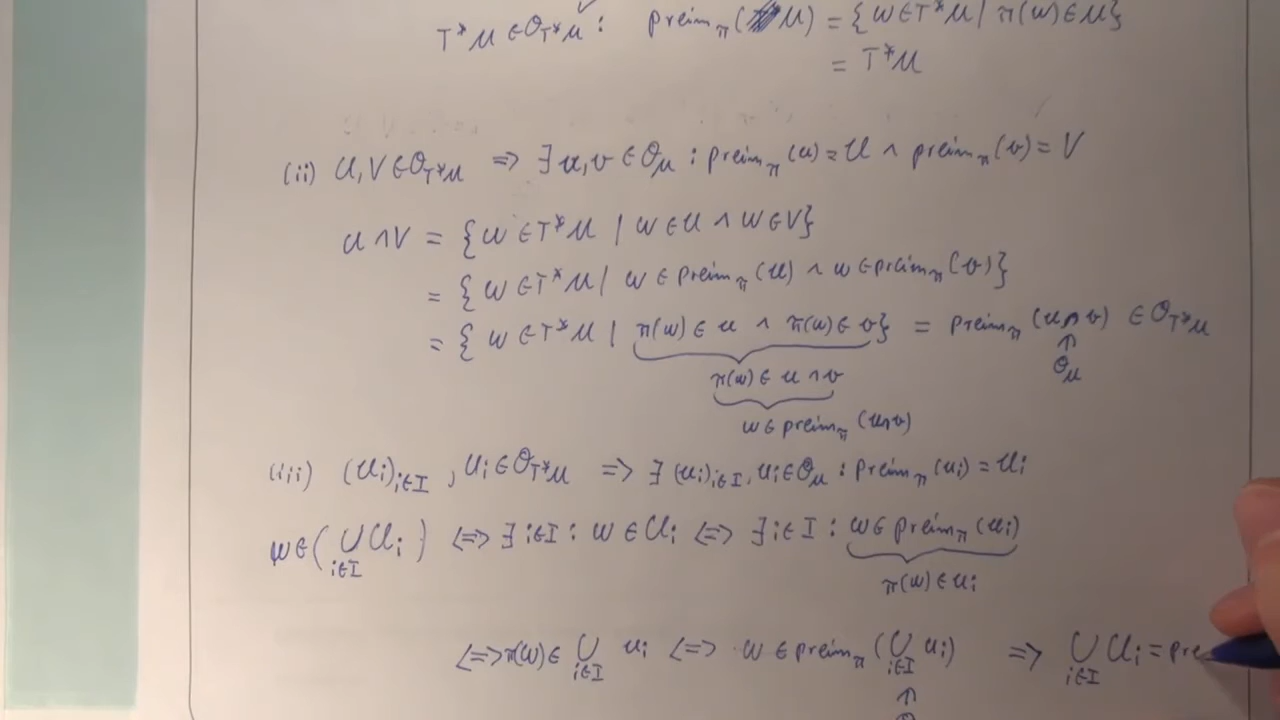 T*M ∈ O_T*M : preim_π(M) = {ω ∈ T*M | π(ω) ∈ M}
= T*M
(ii) U, V ∈ O_T*M => ∃ u, v ∈ O_M : preim_π(u) = U ∧ preim_π(v) = V
U ∩ V = {ω ∈ T*M | ω ∈ U ∧ ω ∈ V}
= {ω ∈ T*M | ω ∈ preim_π(u) ∧ ω ∈ preim_π(v)}
= {ω ∈ T*M | π(ω) ∈ u ∧ π(ω) ∈ v} = preim_π(u ∩ v) ∈ O_T*M
↑
π(ω) ∈ u ∩ v O_M
ω ∈ preim_π(u ∩ v)
(iii) (U_i)_{i∈I}, U_i ∈ O_T*M => ∃ (u_i)_{i∈I}, u_i ∈ O_M : preim_π(u_i) = U_i
ω ∈ (⋃_{i∈I} U_i) <=> ∃ i ∈ I : ω ∈ U_i <=> ∃ i ∈ I : ω ∈ preim_π(u_i)
π(ω) ∈ u_i
<=> π(ω) ∈ ⋃_{i∈I} u_i <=> ω ∈ preim_π(⋃_{i∈I} u_i) => ⋃_{i∈I} U_i = pre
↑